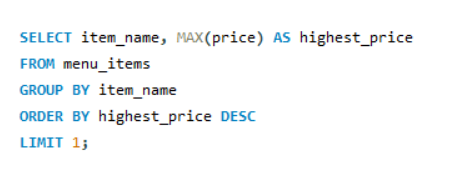 SELECT item_name, MAX(price) AS highest_price
FROM menu_items
GROUP BY item_name
ORDER BY highest_price DESC
LIMIT 1;